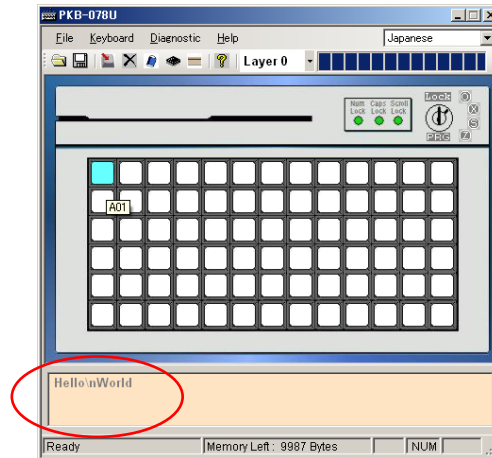 PKB-078U
File Keyboard Diagnostic Help Japanese
Layer 0
Num Lock Caps Lock Scroll Lock
Lock
PRG
A01
Hello\nWorld
Ready Memory Left : 9987 Bytes NUM